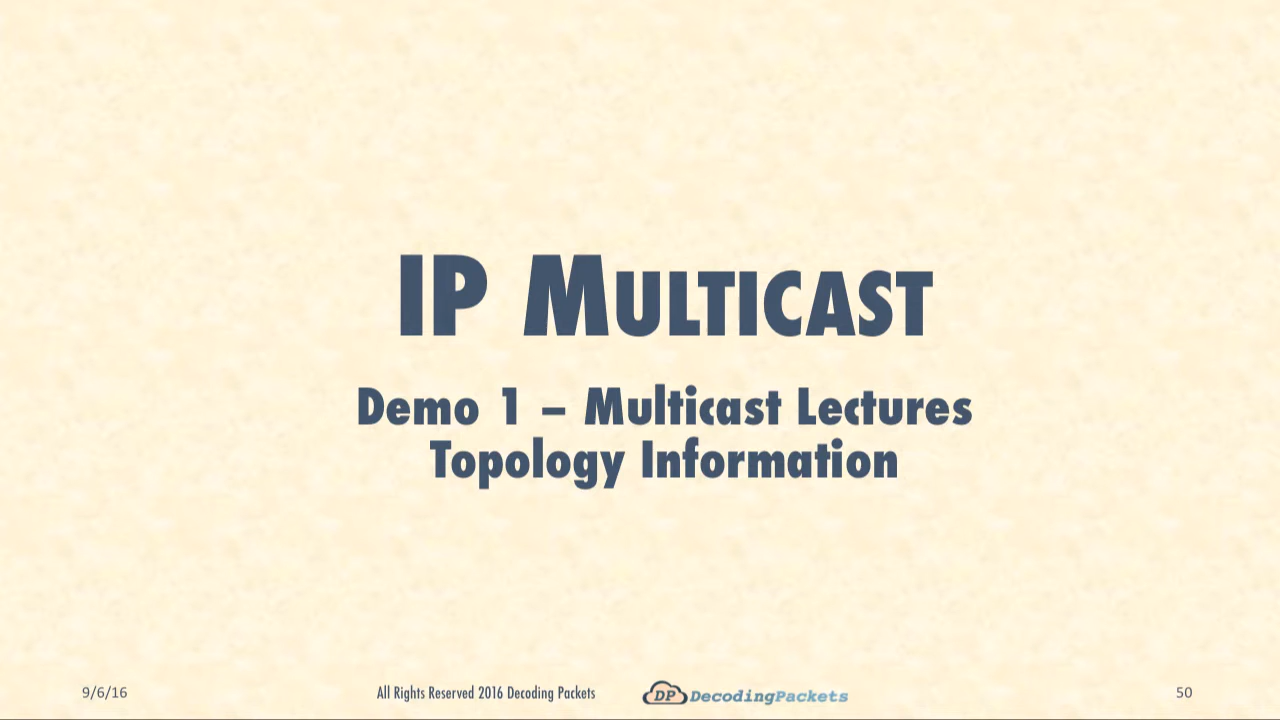 IP MULTICAST
Demo 1 – Multicast Lectures
Topology Information
9/6/16
All Rights Reserved 2016 Decoding Packets
DP DecodingPackets
50